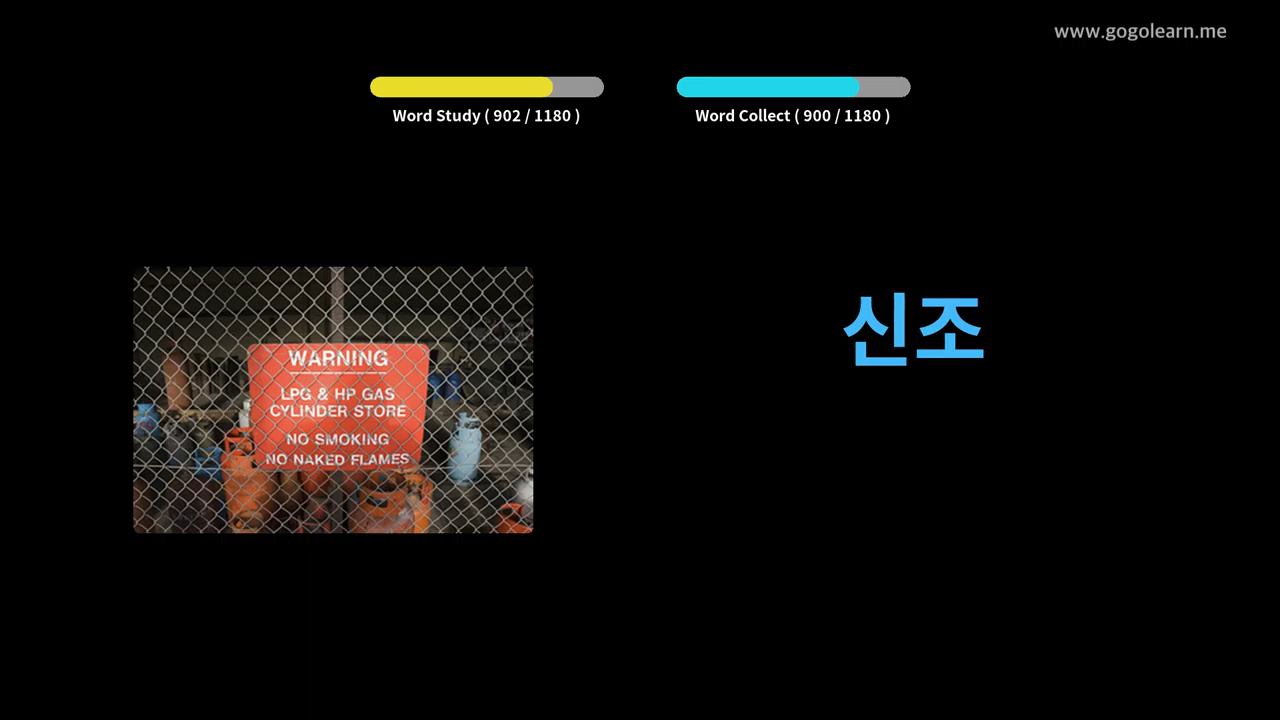 www.gogolearn.me
Word Study ( 902 / 1180 )
Word Collect ( 900 / 1180 )
WARNING
LPG & HP GAS
CYLINDER STORE
NO SMOKING
NO NAKED FLAMES
신조